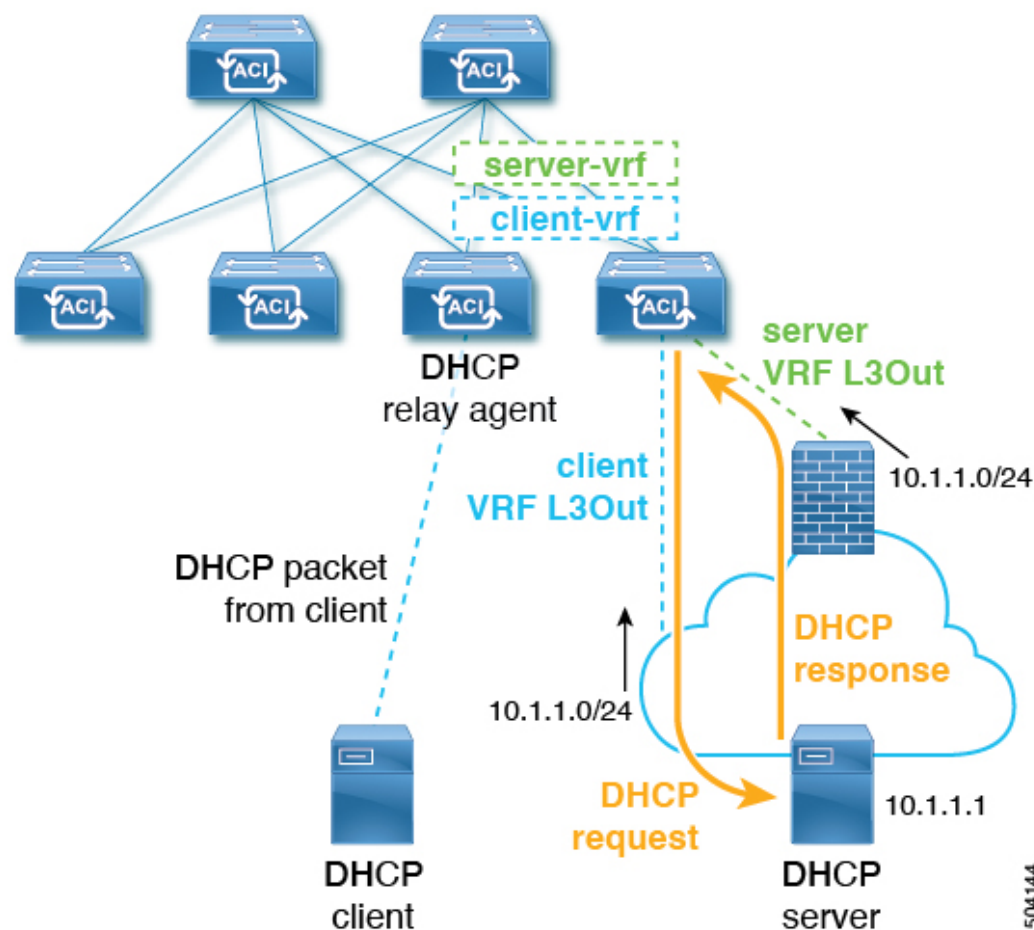 ACI
ACI
server-vrf
client-vrf
ACI
ACI
ACI
ACI
DHCP
relay agent
server
VRF L3Out
client
VRF L3Out
10.1.1.0/24
DHCP packet
from client
DHCP
response
10.1.1.0/24
DHCP
request
10.1.1.1
DHCP
client
DHCP
server
504144